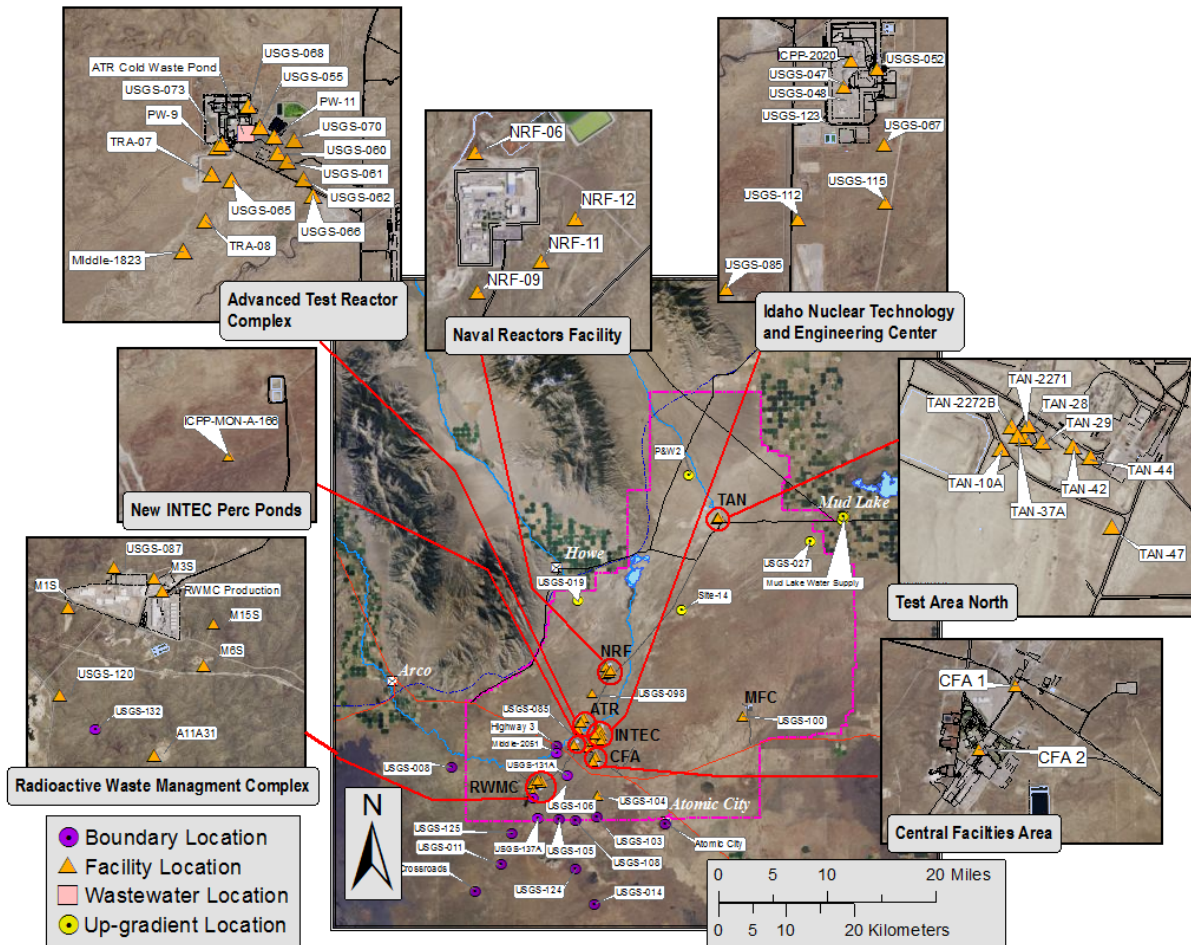 USGS-068
ATR Cold Waste Pond
USGS-055
USGS-073
PW-11
PW-9
USGS-070
TRA-07
USGS-060
USGS-061
USGS-062
USGS-065
USGS-066
TRA-08
Middle-1823
Advanced Test Reactor
Complex
NRF-06
NRF-12
NRF-11
NRF-09
Naval Reactors Facility
ICPP-2020
USGS-052
USGS-047
USGS-048
USGS-123
USGS-067
USGS-115
USGS-112
USGS-085
Idaho Nuclear Technology
and Engineering Center
ICPP-MON-A-166
New INTEC Perc Ponds
TAN-2271
TAN-2272B
TAN-28
TAN-29
TAN-44
TAN-10A
TAN-42
TAN-37A
TAN-47
Test Area North
USGS-087
M3S
M1S
RWMC Production
M15S
M6S
USGS-120
USGS-132
A11A31
Radioactive Waste Managment Complex
CFA 1
CFA 2
Central Facilties Area
P&W2
TAN
Mud Lake
Howe
USGS-027
Mud Lake Water Supply
USGS-019
Site-14
NRF
Arco
USGS-098
MFC
USGS-085
ATR
USGS-100
Highway 3
INTEC
Middle-2051
CFA
USGS-008
USGS-131A
RWMC
USGS-106
USGS-104
Atomic City
USGS-125
USGS-137A
USGS-105
USGS-103
Atomic City
USGS-011
USGS-108
Crossroads
USGS-124
USGS-014
N
Boundary Location
Facility Location
Wastewater Location
Up-gradient Location
0 5 10 20 Miles
0 5 10 20 Kilometers